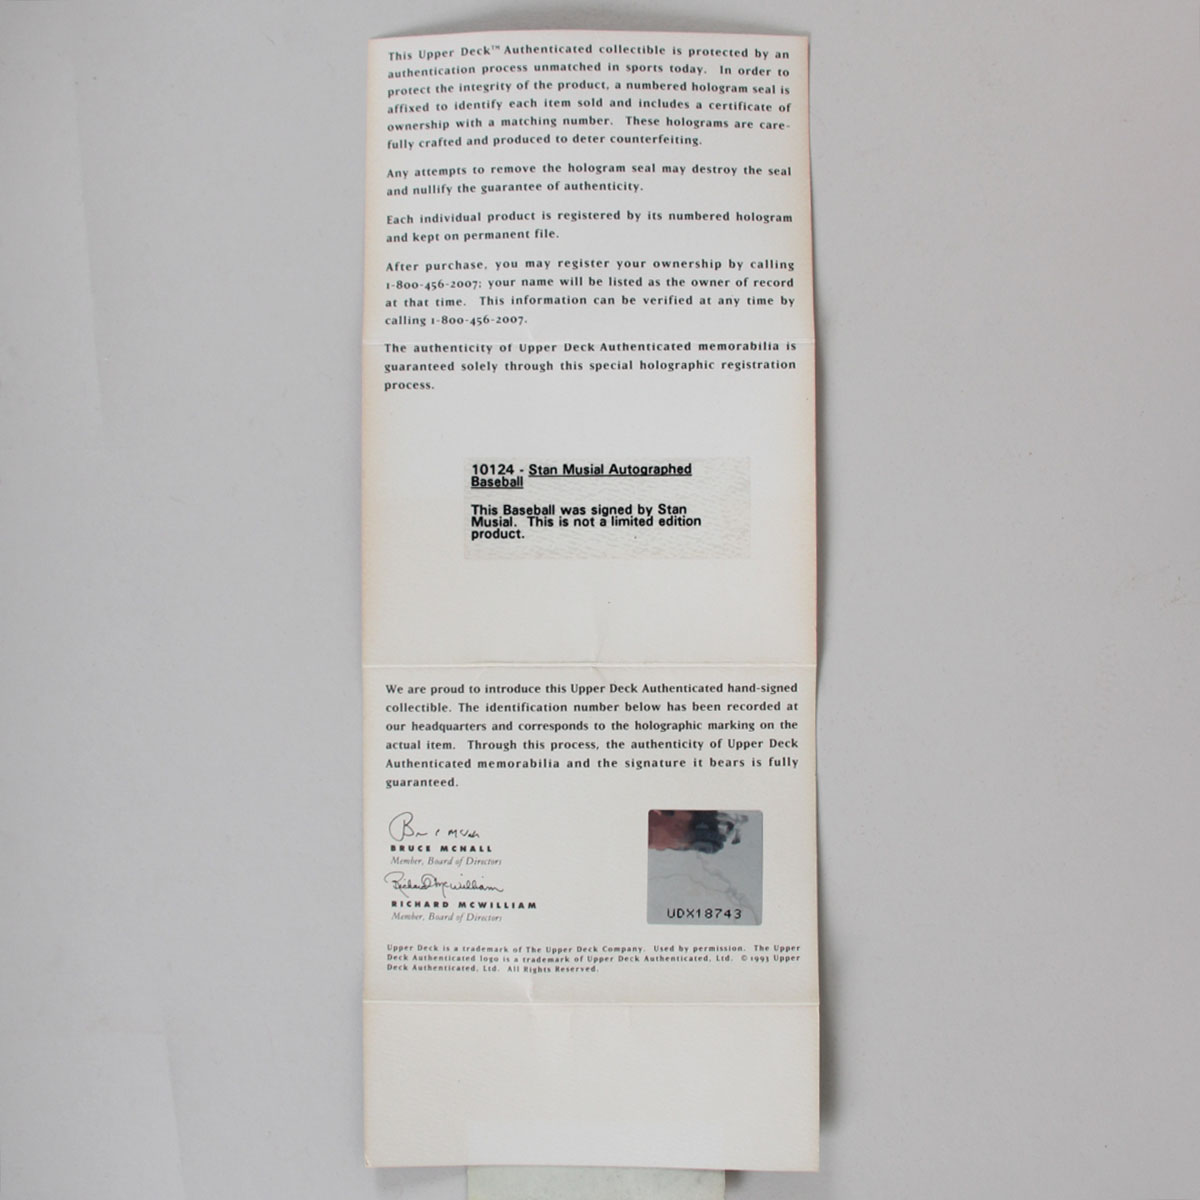 This Upper Deck™ Authenticated collectible is protected by an
authentication process unmatched in sports today. In order to
protect the integrity of the product, a numbered hologram seal is
affixed to identify each item sold and includes a certificate of
ownership with a matching number. These holograms are care-
fully crafted and produced to deter counterfeiting.
Any attempts to remove the hologram seal may destroy the seal
and nullify the guarantee of authenticity.
Each individual product is registered by its numbered hologram
and kept on permanent file.
After purchase, you may register your ownership by calling
1-800-456-2007; your name will be listed as the owner of record
at that time. This information can be verified at any time by
calling 1-800-456-2007.
The authenticity of Upper Deck Authenticated memorabilia is
guaranteed solely through this special holographic registration
process.
10124 - Stan Musial Autographed
Baseball
This Baseball was signed by Stan
Musial. This is not a limited edition
product.
We are proud to introduce this Upper Deck Authenticated hand-signed
collectible. The identification number below has been recorded at
our headquarters and corresponds to the holographic marking on the
actual item. Through this process, the authenticity of Upper Deck
Authenticated memorabilia and the signature it bears is fully
guaranteed.
BRUCE MCNALL
Member, Board of Directors
Richard McWilliam
RICHARD MCWILLIAM
Member, Board of Directors
UDX18743
Upper Deck is a trademark of The Upper Deck Company. Used by permission. The Upper
Deck Authenticated logo is a trademark of Upper Deck Authenticated, Ltd. © 1993 Upper
Deck Authenticated, Ltd. All Rights Reserved.